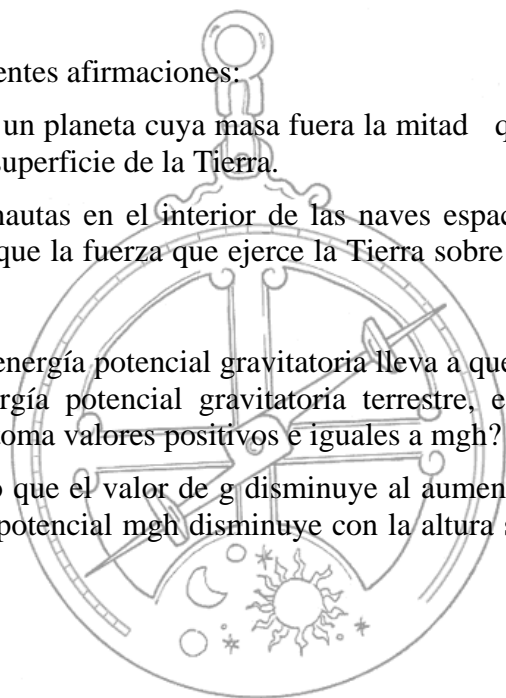 entes afirmaciones:
un planeta cuya masa fuera la mitad q
superficie de la Tierra.
nautas en el interior de las naves espac
que la fuerza que ejerce la Tierra sobre
energía potencial gravitatoria lleva a que
rgía potencial gravitatoria terrestre, e
toma valores positivos e iguales a mgh?
o que el valor de g disminuye al aumen
potencial mgh disminuye con la altura s